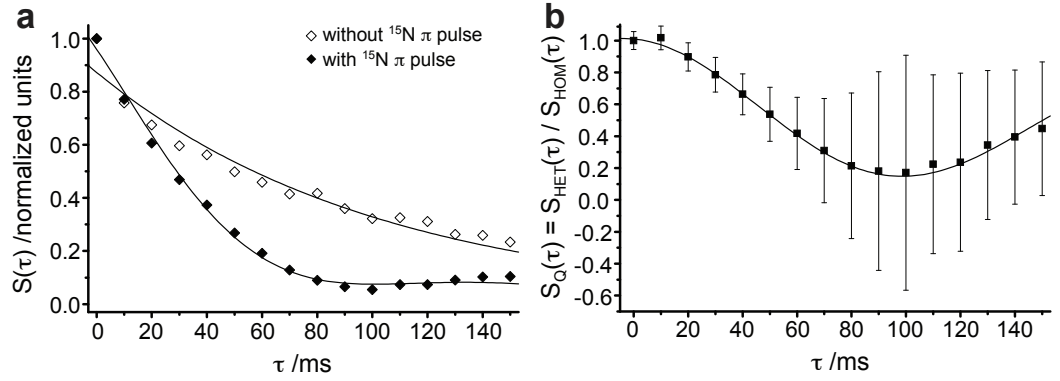 a
◇ without ¹⁵N π pulse
◆ with ¹⁵N π pulse
S(τ) /normalized units
1.0
0.8
0.6
0.4
0.2
0.0
0 20 40 60 80 100 120 140
τ /ms
b
S_Q(τ) = S_HET(τ) / S_HOM(τ)
1.2
1.0
0.8
0.6
0.4
0.2
0.0
-0.2
-0.4
-0.6
0 20 40 60 80 100 120 140
τ /ms